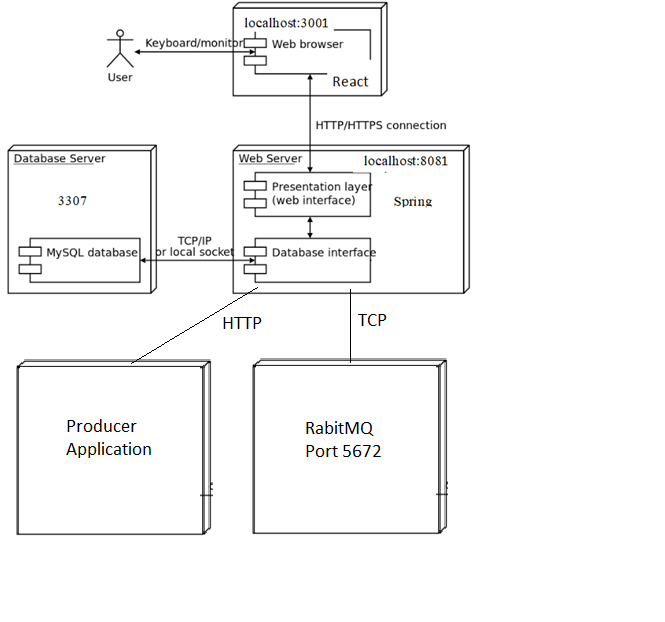 localhost:3001
Keyboard/monitor
Web browser
User
React
HTTP/HTTPS connection
Database Server
Web Server
localhost:8081
Presentation layer
(web interface)
3307
Spring
TCP/IP
or local socket
MySQL database
Database interface
HTTP
TCP
Producer
Application
RabitMQ
Port 5672